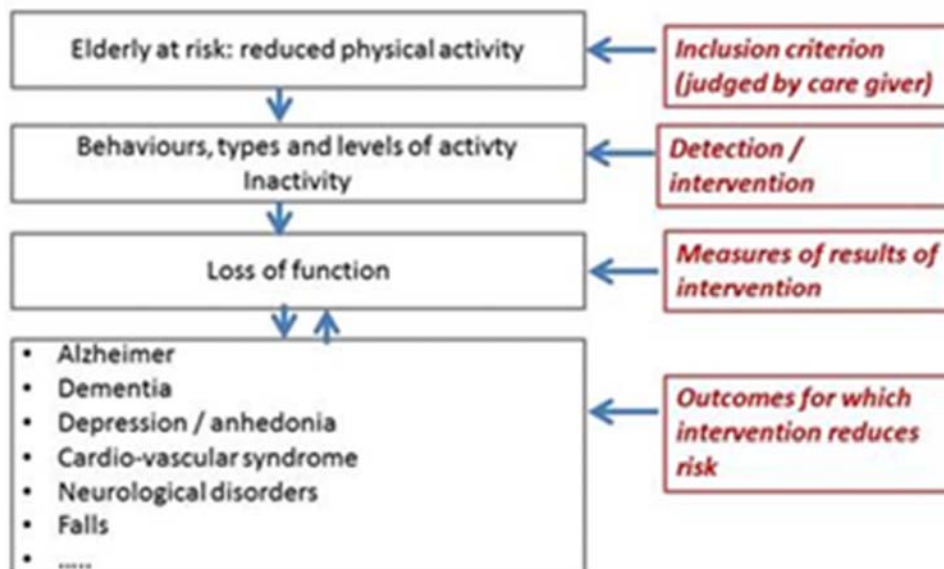 Elderly at risk: reduced physical activity
Inclusion criterion
(judged by care giver)
Behaviours, types and levels of activty
Inactivity
Detection /
intervention
Loss of function
Measures of results of
intervention
• Alzheimer
• Dementia
• Depression / anhedonia
• Cardio-vascular syndrome
• Neurological disorders
• Falls
• .....
Outcomes for which
intervention reduces
risk